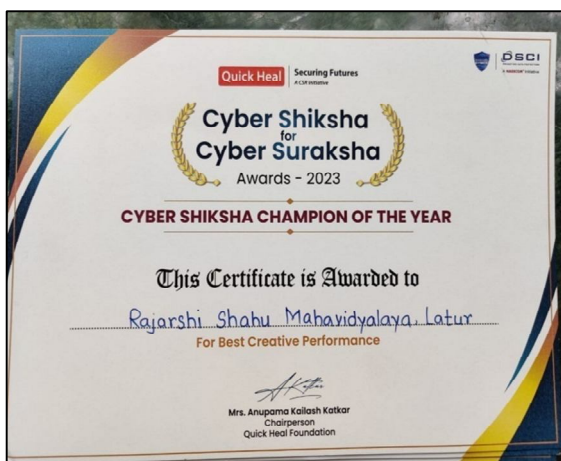 Quick Heal
Securing Futures
A CSR Initiative
DSCI
Cyber Shiksha
for
Cyber Suraksha
Awards - 2023
CYBER SHIKSHA CHAMPION OF THE YEAR
This Certificate is Awarded to
Rajarshi Shahu Mahavidyalaya, Latur
For Best Creative Performance
Mrs. Anupama Kailash Katkar
Chairperson
Quick Heal Foundation